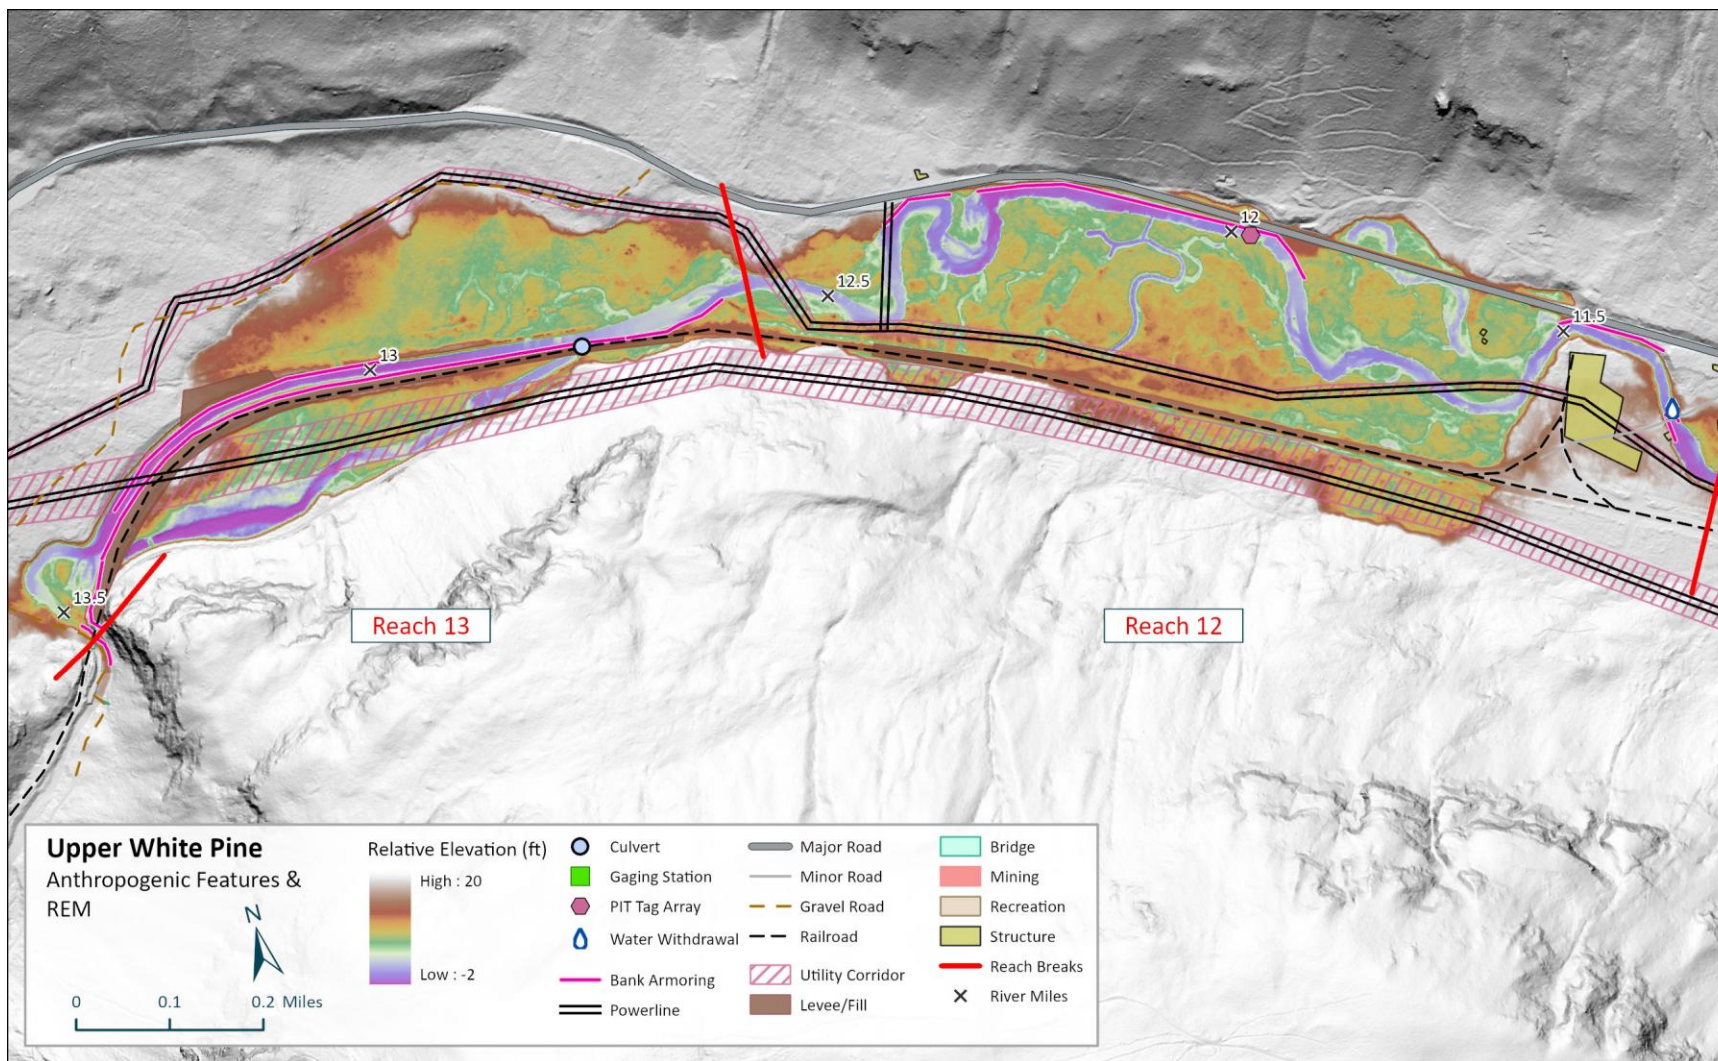 12
12.5
11.5
13
13.5
Reach 13
Reach 12
Upper White Pine
Anthropogenic Features &
REM
N
0 0.1 0.2 Miles
Relative Elevation (ft)
High : 20
Low : -2
Culvert
Gaging Station
PIT Tag Array
Water Withdrawal
Bank Armoring
Powerline
Major Road
Minor Road
Gravel Road
Railroad
Utility Corridor
Levee/Fill
Bridge
Mining
Recreation
Structure
Reach Breaks
River Miles